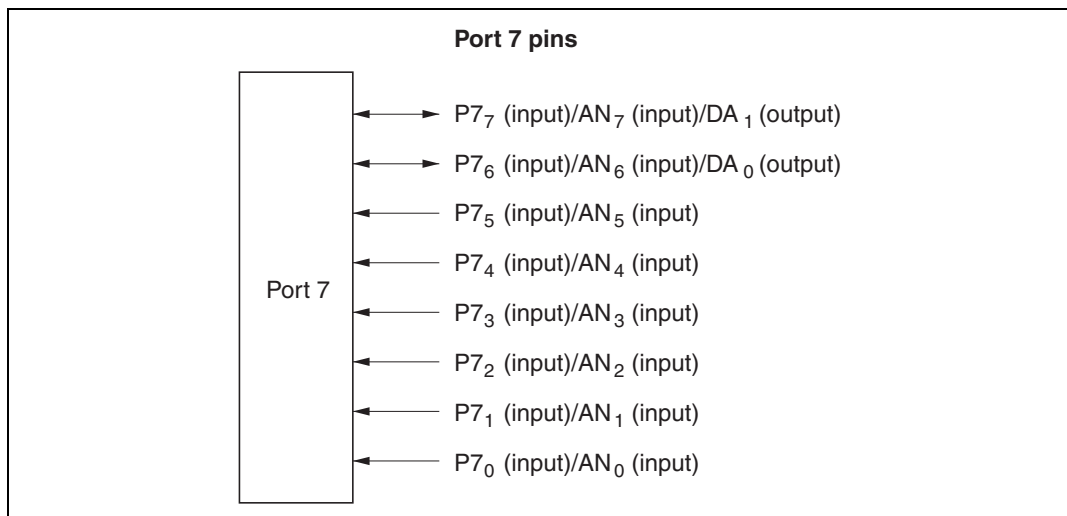 Port 7 pins
P7₇ (input)/AN₇ (input)/DA₁ (output)
P7₆ (input)/AN₆ (input)/DA₀ (output)
P7₅ (input)/AN₅ (input)
P7₄ (input)/AN₄ (input)
Port 7
P7₃ (input)/AN₃ (input)
P7₂ (input)/AN₂ (input)
P7₁ (input)/AN₁ (input)
P7₀ (input)/AN₀ (input)